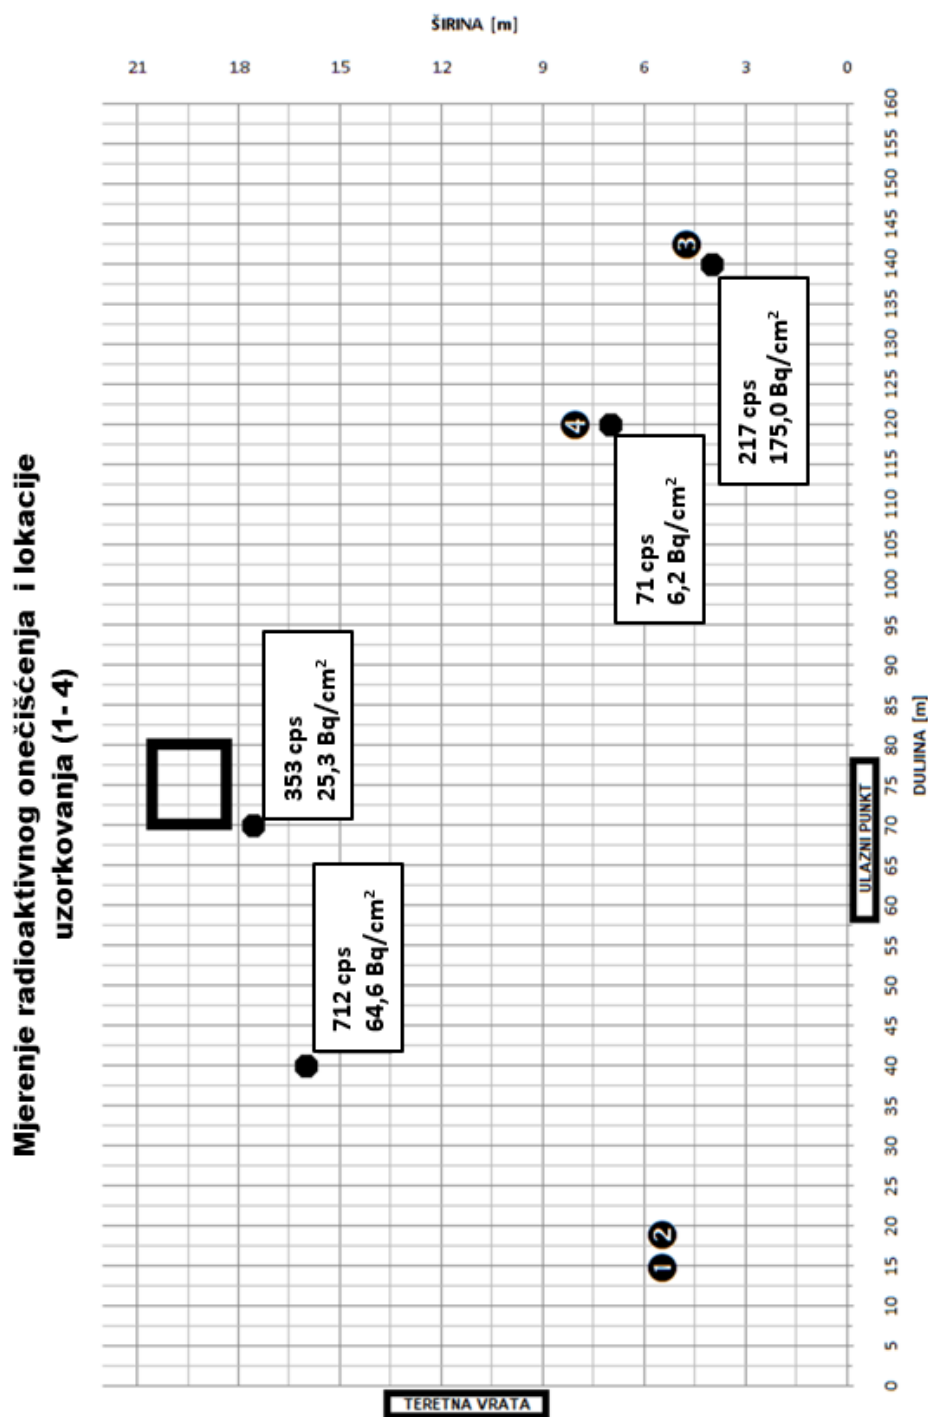 Mjerenje radioaktivnog onečišćenja i lokacije
uzorkovanja (1- 4)
ŠIRINA [m]
21 18 15 12 9 6 3 0
712 cps
64,6 Bq/cm²
353 cps
25,3 Bq/cm²
71 cps
6,2 Bq/cm²
217 cps
175,0 Bq/cm²
1 2
4
3
TERETNA VRATA
ULAZNI PUNKT
0 5 10 15 20 25 30 35 40 45 50 55 60 65 70 75 80 85 90 95 100 105 110 115 120 125 130 135 140 145 150 155 160
DULJINA [m]